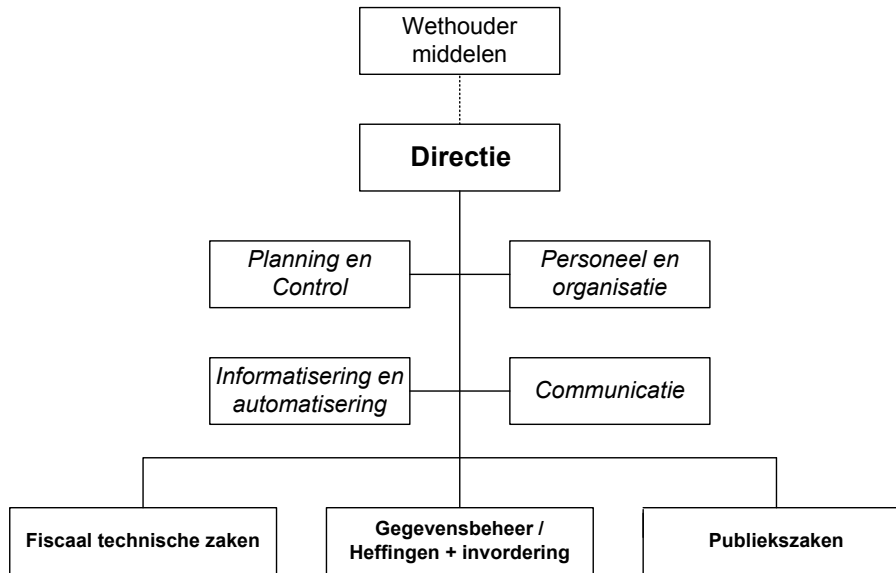 Wethouder
middelen
Directie
Planning en
Control
Personeel en
organisatie
Informatisering en
automatisering
Communicatie
Fiscaal technische zaken
Gegevensbeheer /
Heffingen + invordering
Publiekszaken